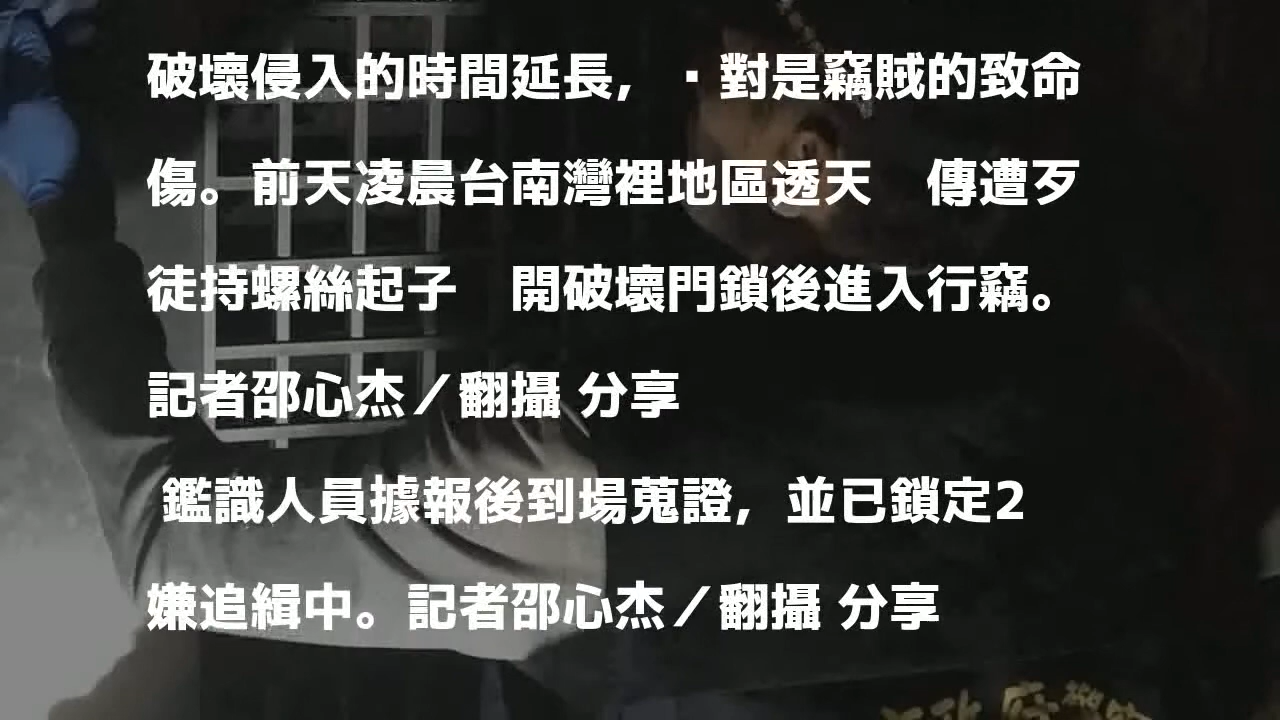 破壞侵入的時間延長，▪對是竊賊的致命
傷。前天凌晨台南灣裡地區透天　傳遭歹
徒持螺絲起子　開破壞門鎖後進入行竊。
記者邵心杰／翻攝 分享
鑑識人員據報後到場蒐證，並已鎖定2
嫌追緝中。記者邵心杰／翻攝 分享